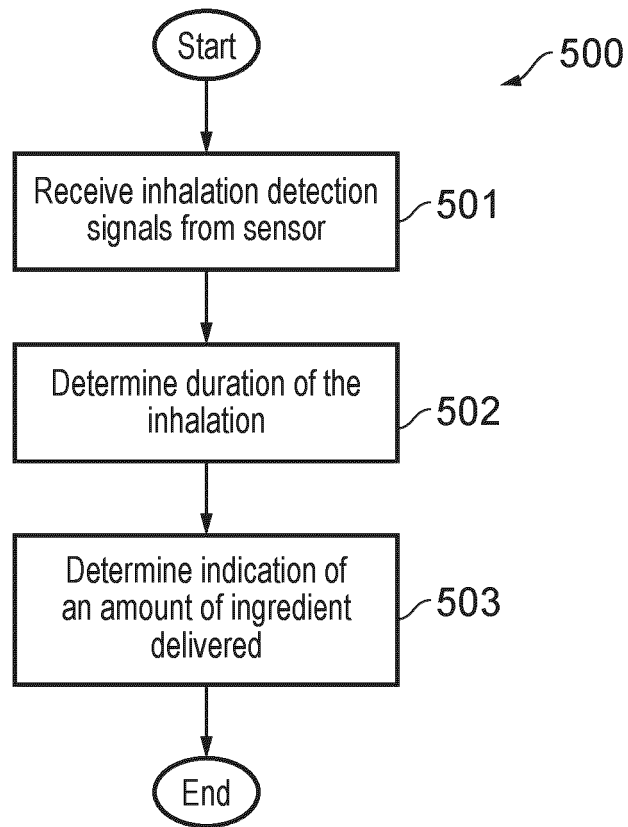 Start
500
Receive inhalation detection
signals from sensor
501
Determine duration of the
inhalation
502
Determine indication of
an amount of ingredient
delivered
503
End